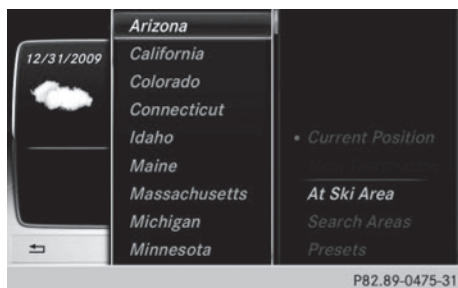 12/31/2009
Arizona
California
Colorado
Connecticut
Idaho
Maine
Massachusetts
Michigan
Minnesota
• Current Position
At Ski Area
Search Areas
Presets
P82.89-0475-31